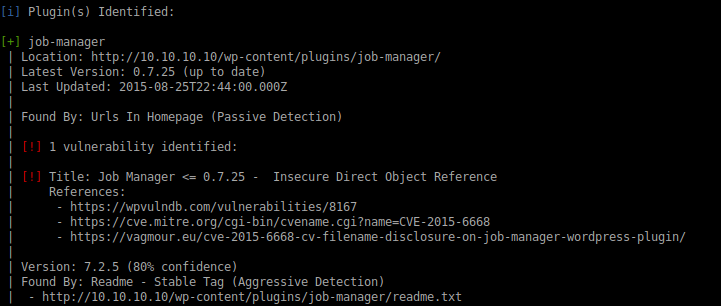 [i] Plugin(s) Identified:
[+] job-manager
| Location: http://10.10.10.10/wp-content/plugins/job-manager/
| Latest Version: 0.7.25 (up to date)
| Last Updated: 2015-08-25T22:44:00.000Z
|
| Found By: Urls In Homepage (Passive Detection)
|
| [!] 1 vulnerability identified:
|
| [!] Title: Job Manager <= 0.7.25 -  Insecure Direct Object Reference
|     References:
|      - https://wpvulndb.com/vulnerabilities/8167
|      - https://cve.mitre.org/cgi-bin/cvename.cgi?name=CVE-2015-6668
|      - https://vagmour.eu/cve-2015-6668-cv-filename-disclosure-on-job-manager-wordpress-plugin/
|
| Version: 7.2.5 (80% confidence)
| Found By: Readme - Stable Tag (Aggressive Detection)
|  - http://10.10.10.10/wp-content/plugins/job-manager/readme.txt